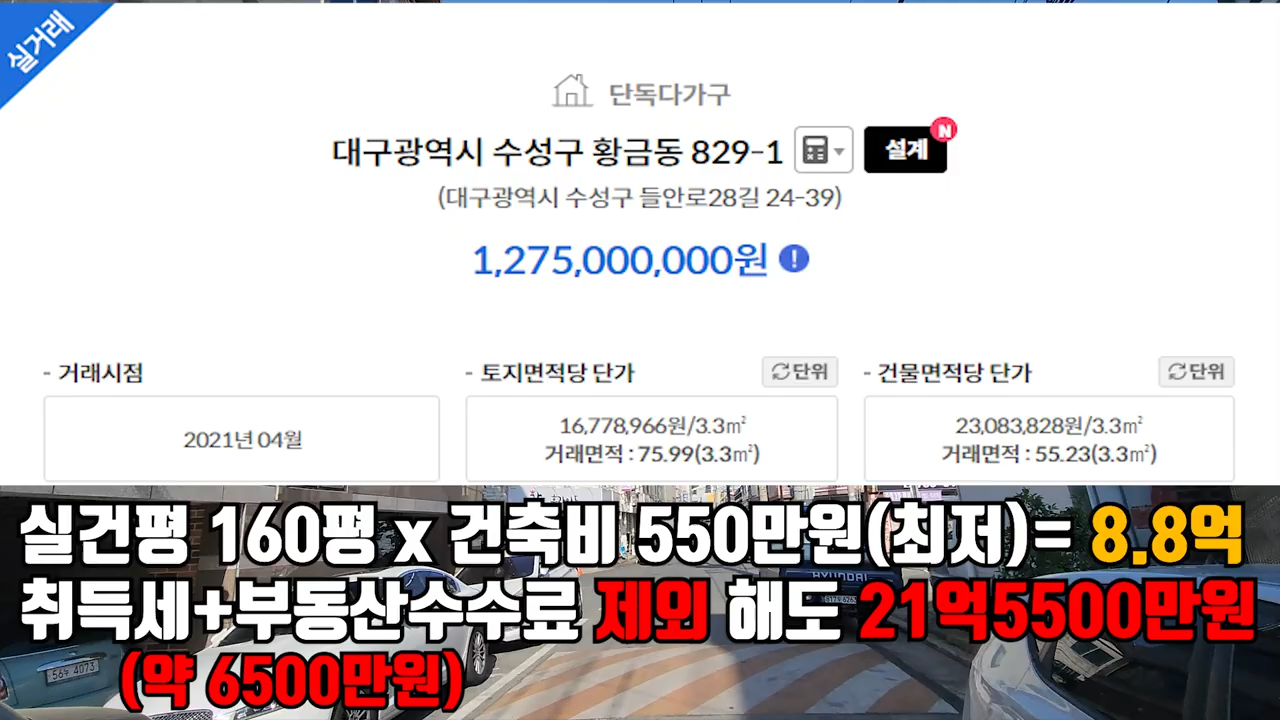 실거래
단독다가구
대구광역시 수성구 황금동 829-1
설계
N
(대구광역시 수성구 들안로28길 24-39)
1,275,000,000원
- 거래시점
- 토지면적당 단가
단위
- 건물면적당 단가
단위
2021년 04월
16,778,966원/3.3㎡
거래면적 : 75.99(3.3㎡)
23,083,828원/3.3㎡
거래면적 : 55.23(3.3㎡)
실건평 160평 x 건축비 550만원(최저)= 8.8억
HYUNDAI
취득세+부동산수수료 제외 해도 21억5500만원
(약 6500만원)